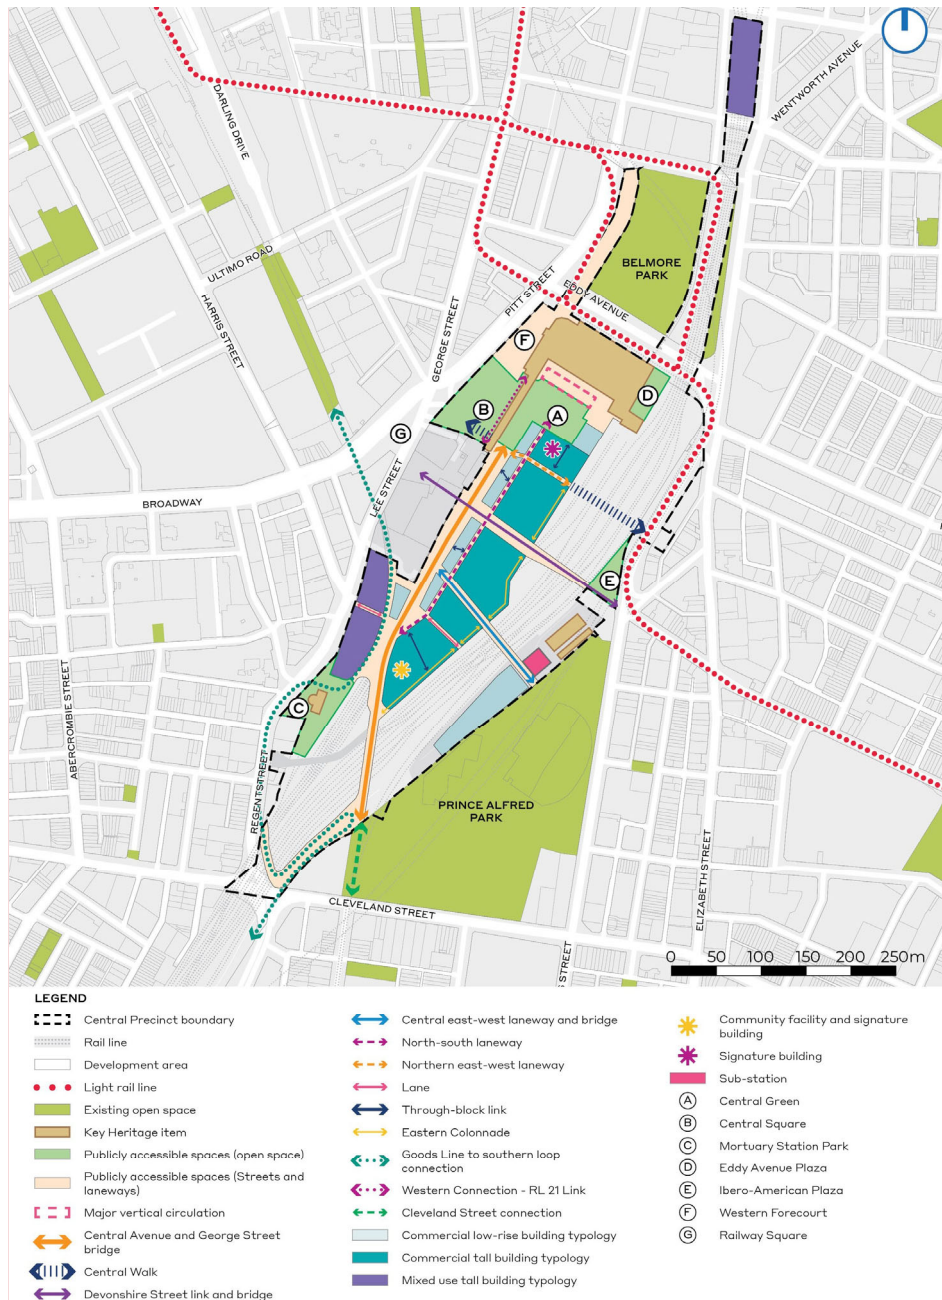 WENTWORTH AVENUE
DARLING DRIVE
BELMORE
PARK
ULTIMO ROAD
HARRIS STREET
PITT STREET
EDDY AVENUE
GEORGE STREET
F
D
B
A
G
LEE STREET
BROADWAY
E
C
ABERCROMBIE STREET
REGENT STREET
PRINCE ALFRED
PARK
ELIZABETH STREET
CLEVELAND STREET
S STREET
0 50 100 150 200 250m
LEGEND
Central Precinct boundary
Rail line
Development area
Light rail line
Existing open space
Key Heritage item
Publicly accessible spaces (open space)
Publicly accessible spaces (Streets and
laneways)
Major vertical circulation
Central Avenue and George Street
bridge
Central Walk
Devonshire Street link and bridge
Central east-west laneway and bridge
North-south laneway
Northern east-west laneway
Lane
Through-block link
Eastern Colonnade
Goods Line to southern loop
connection
Western Connection - RL 21 Link
Cleveland Street connection
Commercial low-rise building typology
Commercial tall building typology
Mixed use tall building typology
Community facility and signature
building
Signature building
Sub-station
A Central Green
B Central Square
C Mortuary Station Park
D Eddy Avenue Plaza
E Ibero-American Plaza
F Western Forecourt
G Railway Square